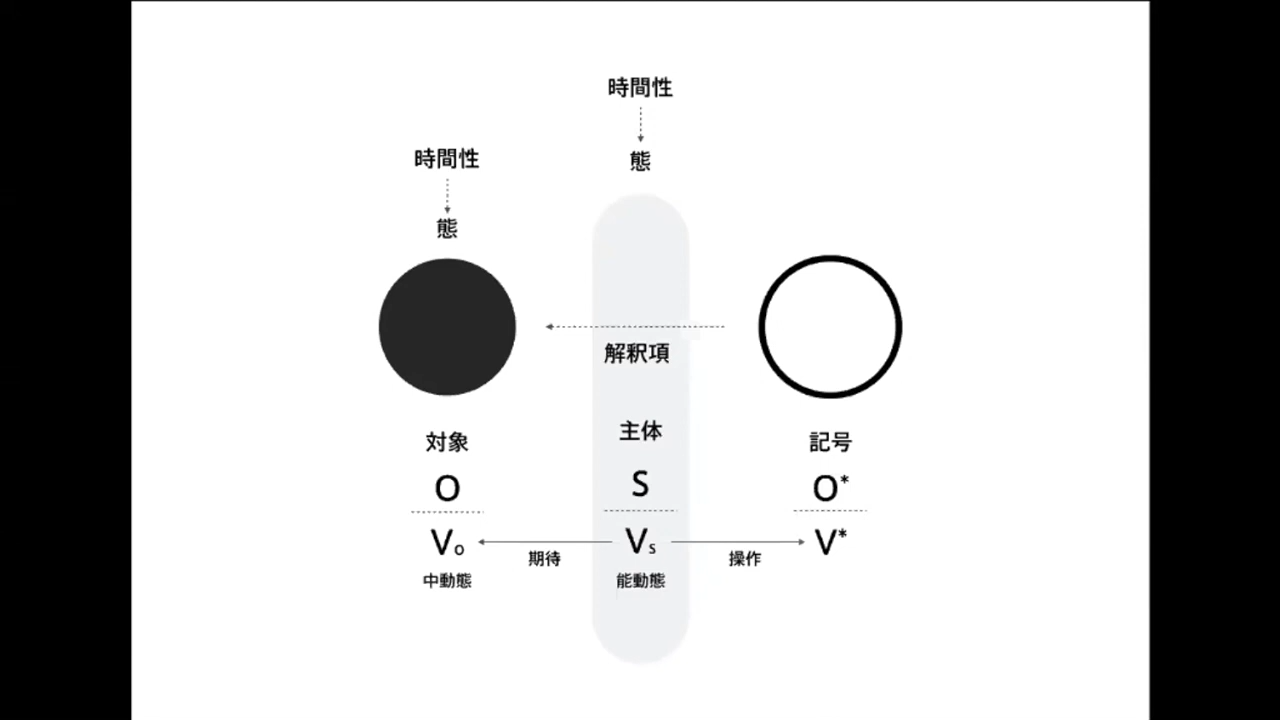 時間性
態
時間性
態
解釈項
対象
主体
記号
O
S
O*
Vo
期待
Vs
操作
V*
中動態
能動態